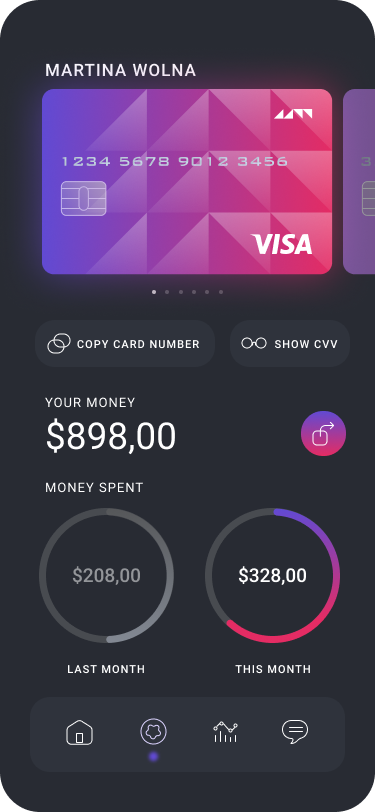 MARTINA WOLNA
1234 5678 9012 3456
3
VISA
COPY CARD NUMBER
SHOW CVV
YOUR MONEY
$898,00
MONEY SPENT
$208,00
$328,00
LAST MONTH
THIS MONTH